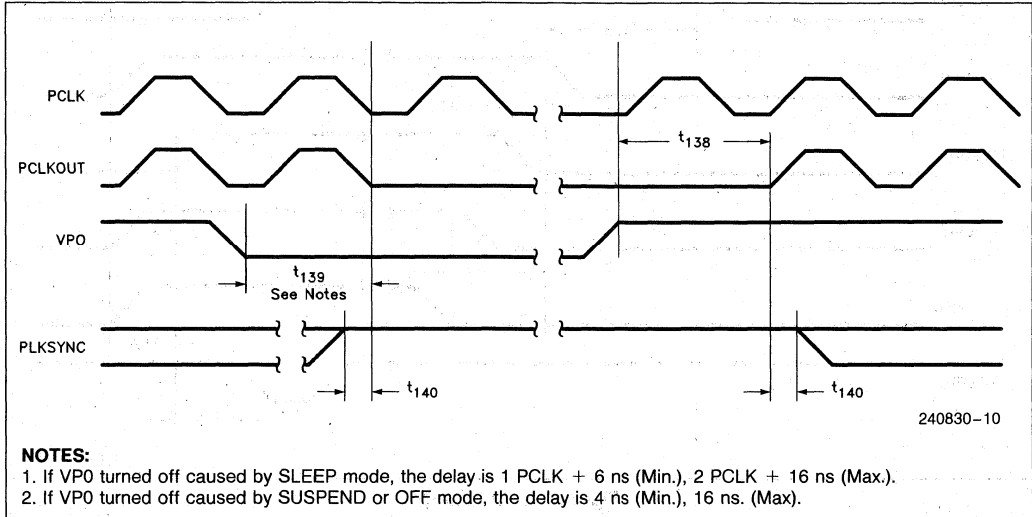 PCLK
t138
PCLKOUT
VP0
t139
See Notes
PLKSYNC
t140
t140
240830-10
NOTES:
1. If VP0 turned off caused by SLEEP mode, the delay is 1 PCLK + 6 ns (Min.), 2 PCLK + 16 ns (Max.).
2. If VP0 turned off caused by SUSPEND or OFF mode, the delay is 4 ns (Min.), 16 ns. (Max).